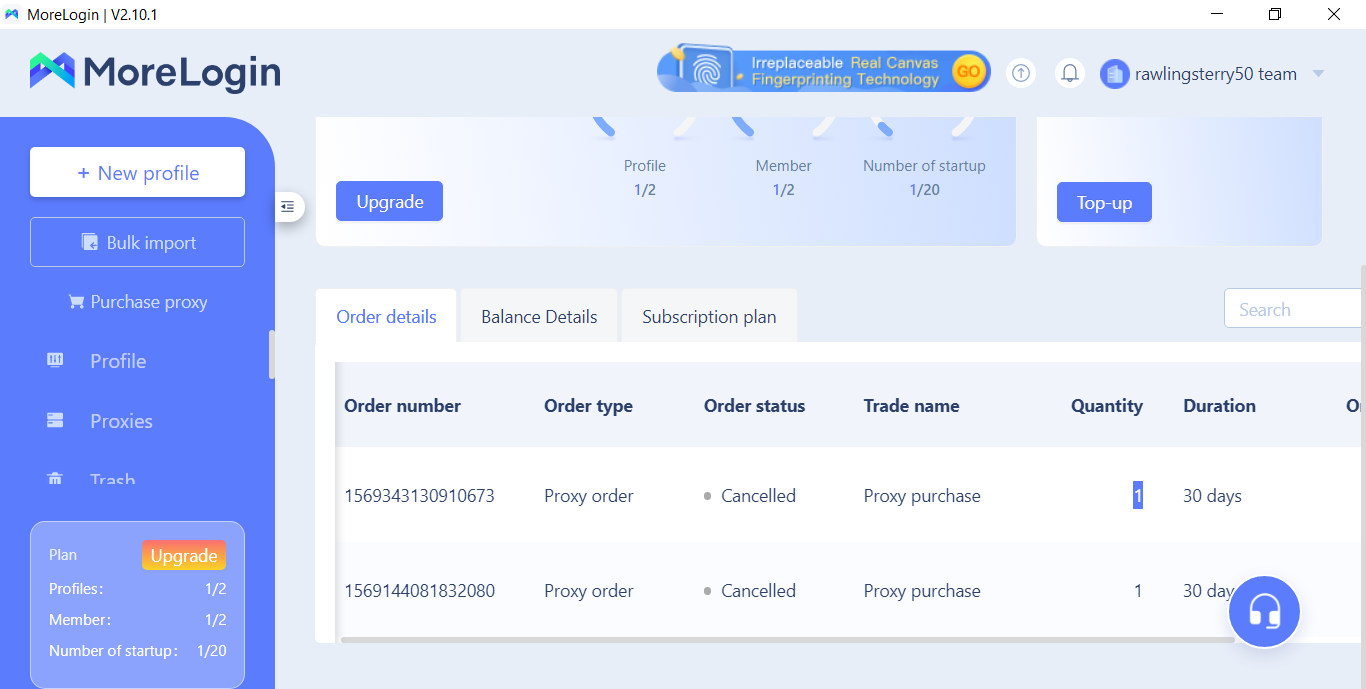 MoreLogin | V2.10.1
MoreLogin
Irreplaceable Real Canvas
Fingerprinting Technology
GO
rawlingsterry50 team
+ New profile
Bulk import
Purchase proxy
Profile
Proxies
Trash
Plan
Upgrade
Profiles: 1/2
Member: 1/2
Number of startup: 1/20
Upgrade
Profile
1/2
Member
1/2
Number of startup
1/20
Top-up
Order details
Balance Details
Subscription plan
Search
Order number Order type Order status Trade name Quantity Duration
1569343130910673 Proxy order Cancelled Proxy purchase 1 30 days
1569144081832080 Proxy order Cancelled Proxy purchase 1 30 day